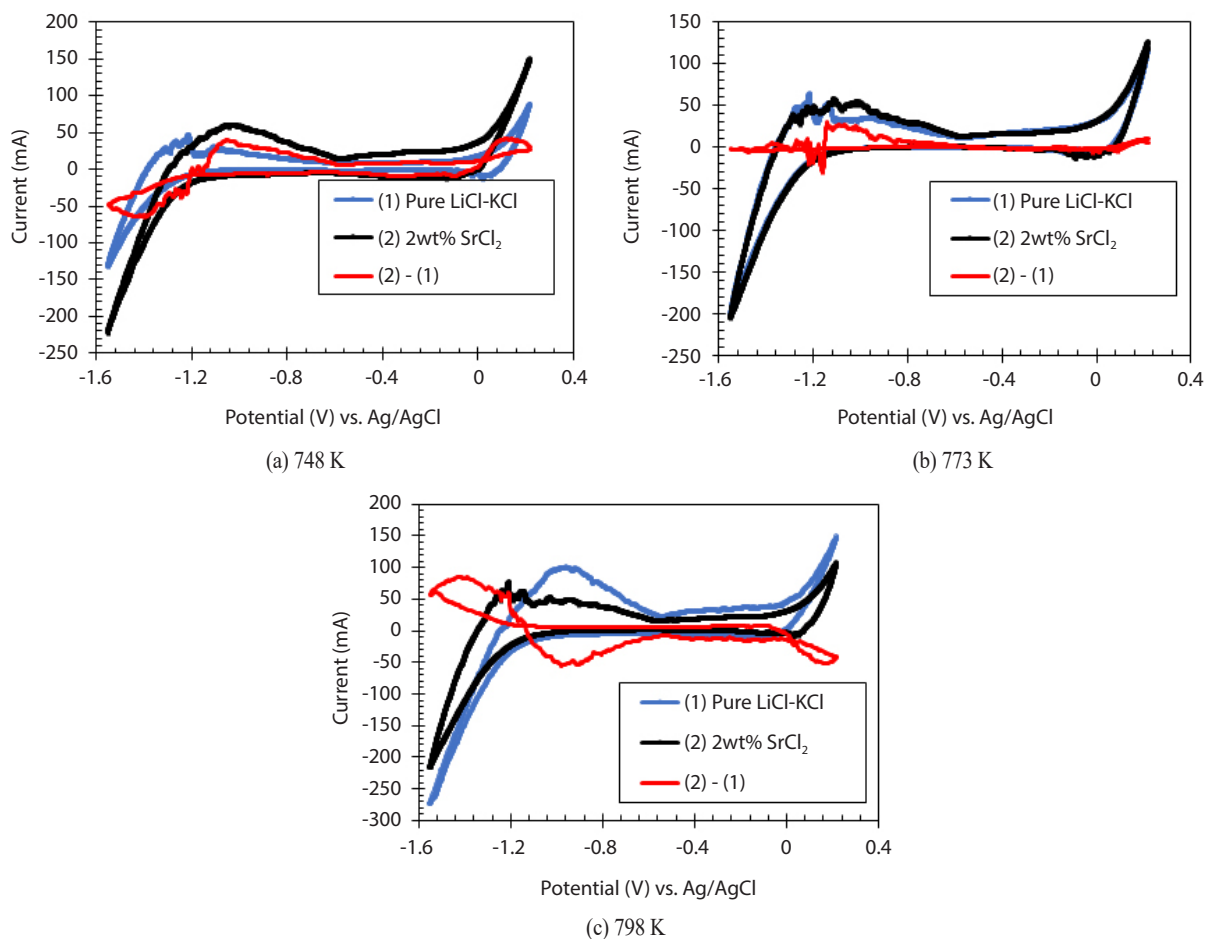 200
150
100
50
0
-50
-100
-150
-200
-250
Current (mA)
(1) Pure LiCl-KCl
(2) 2wt% SrCl₂
(2) - (1)
-1.6
-1.2
-0.8
-0.4
0
0.4
Potential (V) vs. Ag/AgCl
(a) 748 K
150
100
50
0
-50
-100
-150
-200
-250
Current (mA)
(1) Pure LiCl-KCl
(2) 2wt% SrCl₂
(2) - (1)
-1.6
-1.2
-0.8
-0.4
0
0.4
Potential (V) vs. Ag/AgCl
(b) 773 K
200
150
100
50
0
-50
-100
-150
-200
-250
-300
Current (mA)
(1) Pure LiCl-KCl
(2) 2wt% SrCl₂
(2) - (1)
-1.6
-1.2
-0.8
-0.4
0
0.4
Potential (V) vs. Ag/AgCl
(c) 798 K